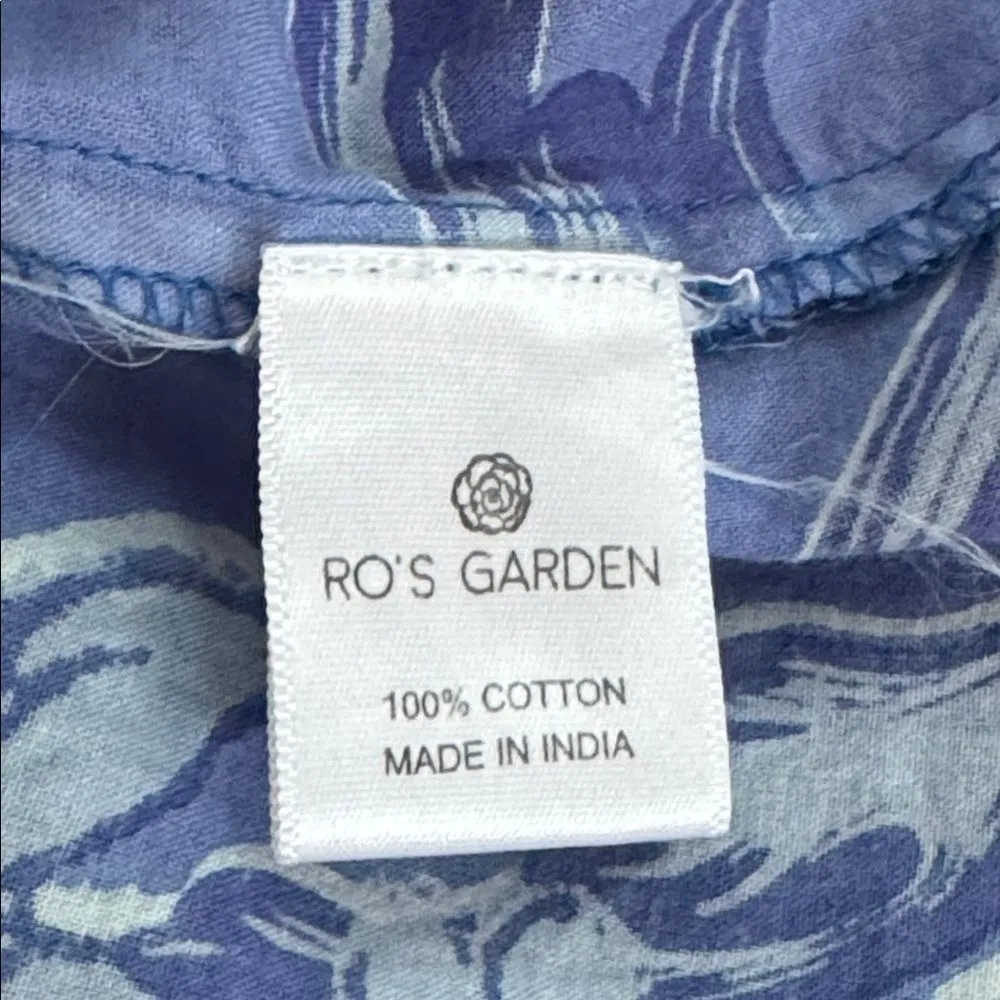 RO'S GARDEN
100% COTTON
MADE IN INDIA